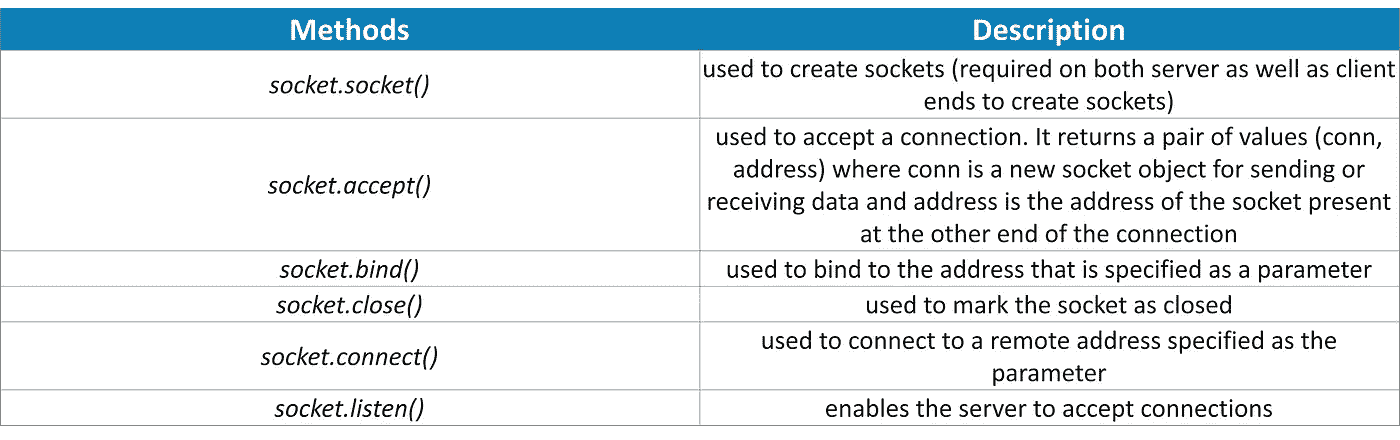 Methods
Description
socket.socket()
used to create sockets (required on both server as well as client
ends to create sockets)
socket.accept()
used to accept a connection. It returns a pair of values (conn,
address) where conn is a new socket object for sending or
receiving data and address is the address of the socket present
at the other end of the connection
socket.bind()
used to bind to the address that is specified as a parameter
socket.close()
used to mark the socket as closed
socket.connect()
used to connect to a remote address specified as the
parameter
socket.listen()
enables the server to accept connections